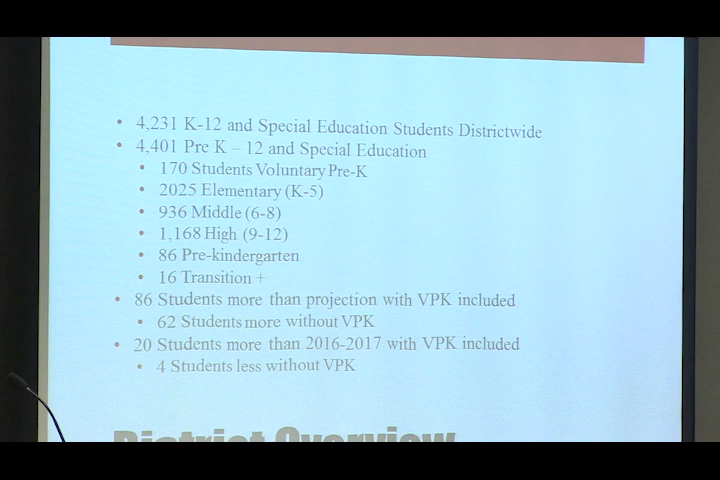 • 4,231 K-12 and Special Education Students Districtwide
• 4,401 Pre K – 12 and Special Education
• 170 Students Voluntary Pre-K
• 2025 Elementary (K-5)
• 936 Middle (6-8)
• 1,168 High (9-12)
• 86 Pre-kindergarten
• 16 Transition +
• 86 Students more than projection with VPK included
• 62 Students more without VPK
• 20 Students more than 2016-2017 with VPK included
• 4 Students less without VPK
District Overview